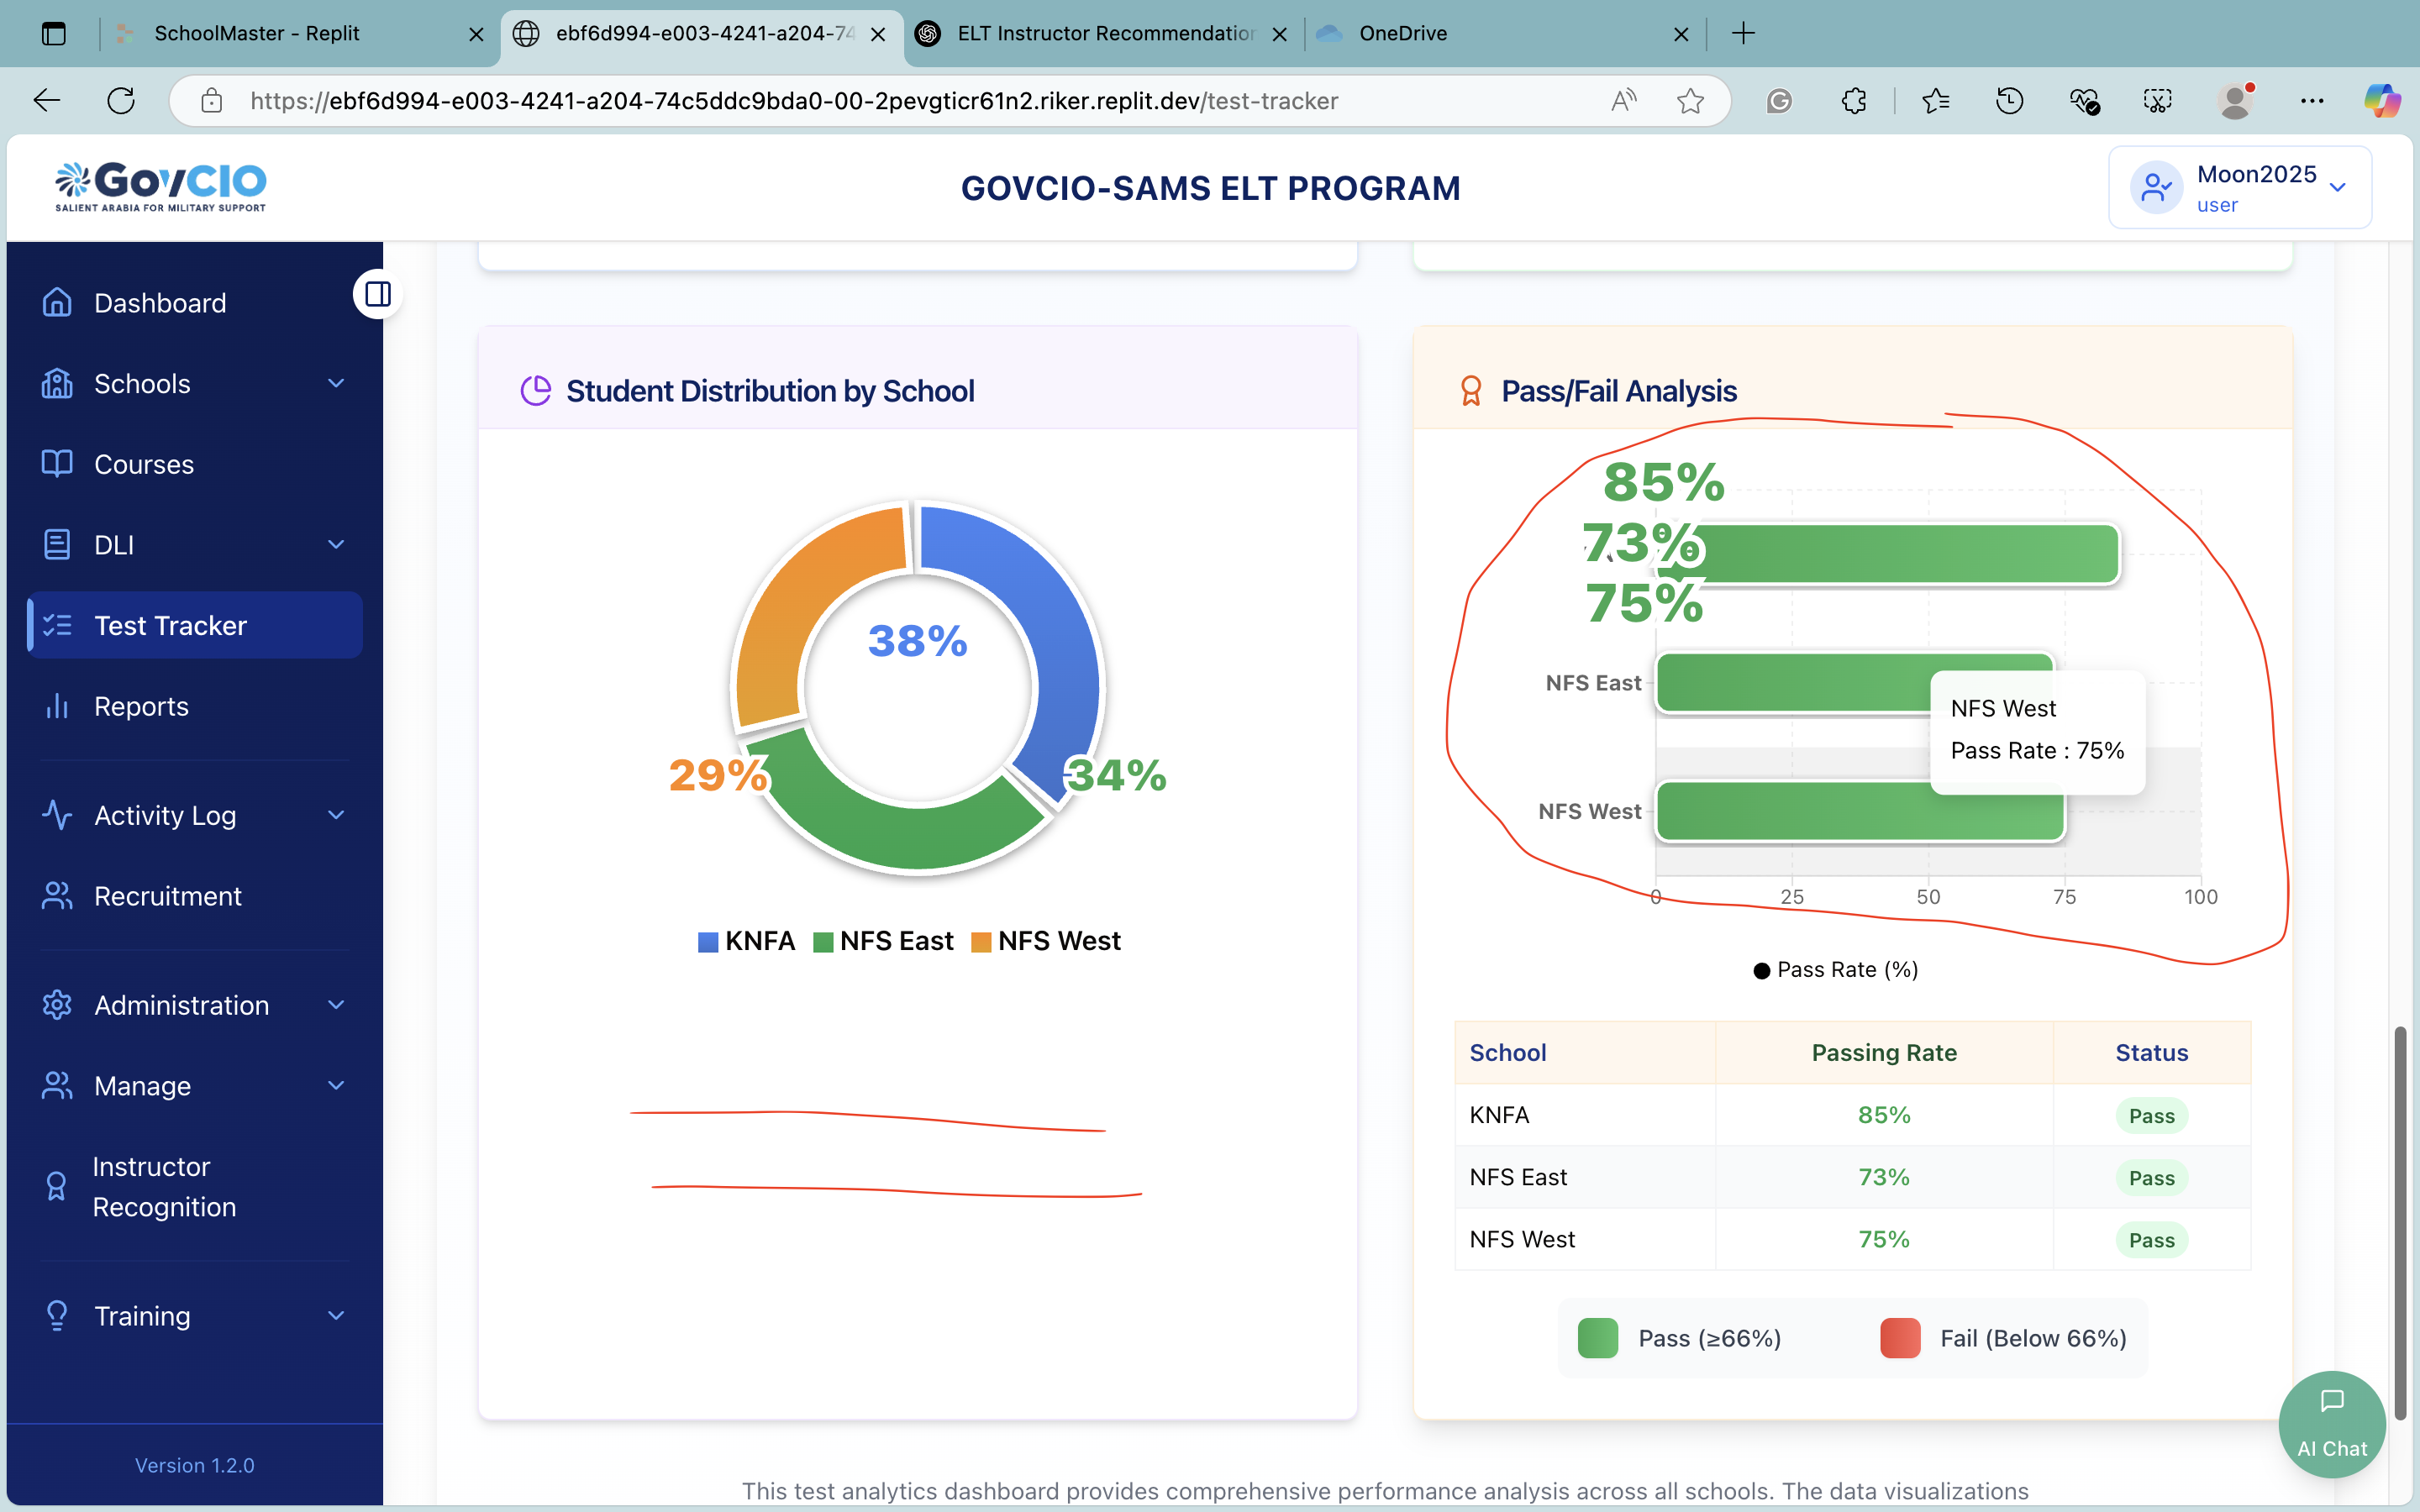 SchoolMaster - Replit
ebf6d994-e003-4241-a204-74
ELT Instructor Recommendation
OneDrive
https://ebf6d994-e003-4241-a204-74c5ddc9bda0-00-2pevgticr61n2.riker.replit.dev/test-tracker
GovCIO
SALIENT ARABIA FOR MILITARY SUPPORT
GOVCIO-SAMS ELT PROGRAM
Moon2025
user
Dashboard
Schools
Courses
DLI
Test Tracker
Reports
Activity Log
Recruitment
Administration
Manage
Instructor
Recognition
Training
Version 1.2.0
Student Distribution by School
38%
29%
34%
KNFA NFS East NFS West
Pass/Fail Analysis
85%
73%
75%
NFS East
NFS West
NFS West
Pass Rate : 75%
0 25 50 75 100
Pass Rate (%)
School Passing Rate Status
KNFA 85% Pass
NFS East 73% Pass
NFS West 75% Pass
Pass (≥66%) Fail (Below 66%)
AI Chat
This test analytics dashboard provides comprehensive performance analysis across all schools. The data visualizations